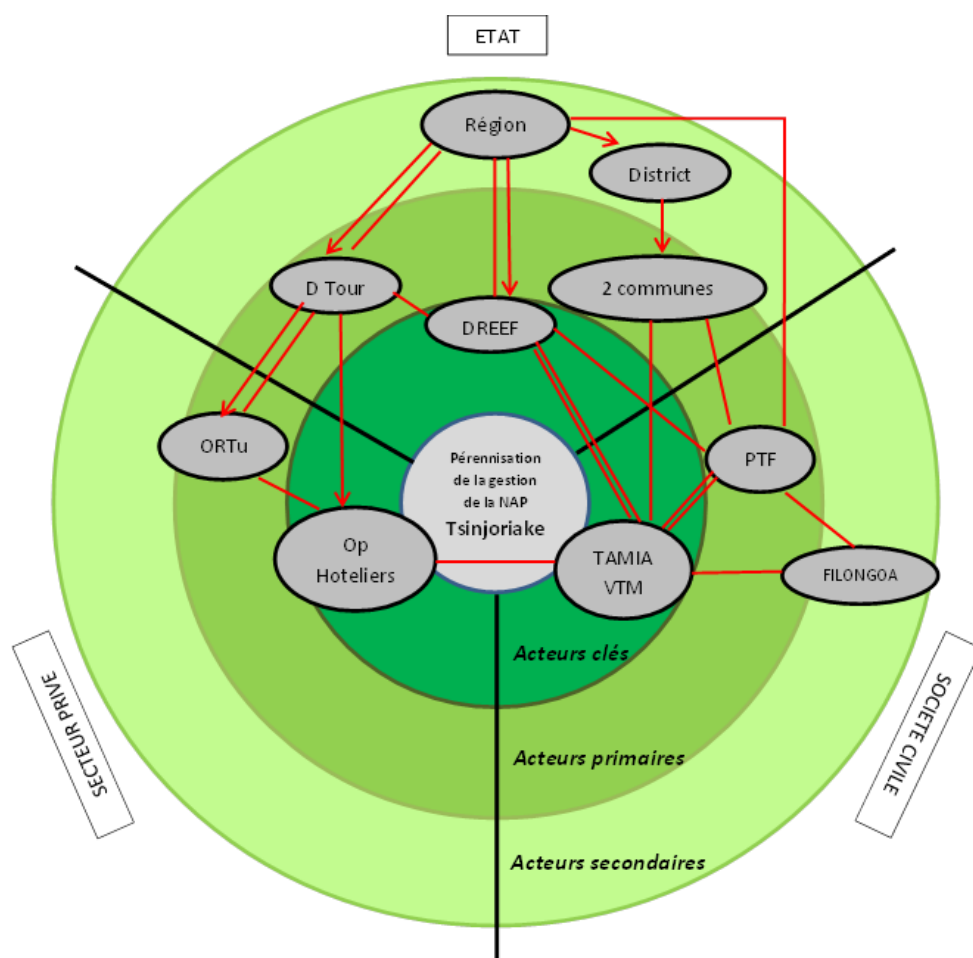 ETAT
Région
District
D Tour
2 communes
DREEF
ORTu
PTF
Pérennisation
de la gestion
de la NAP
Tsinjoriake
Op
Hoteliers
TAMIA
VTM
FILONGOA
Acteurs clés
SECTEUR PRIVE
SOCIETE CIVILE
Acteurs primaires
Acteurs secondaires